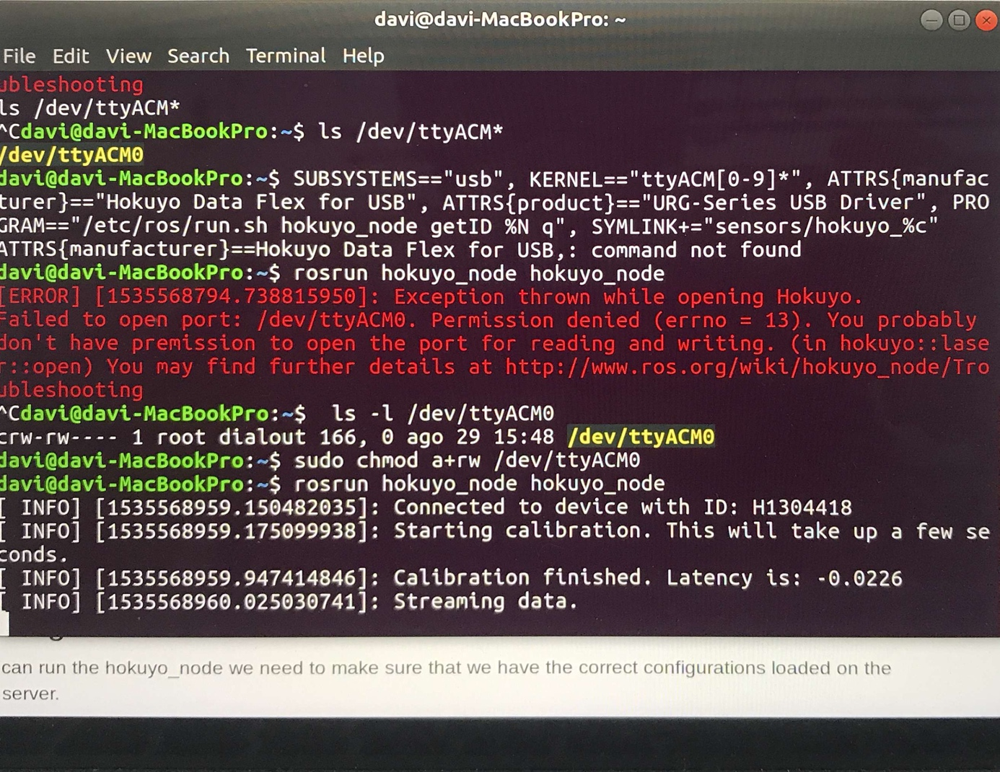 davi@davi-MacBookPro: ~
File Edit View Search Terminal Help
ubleshooting
ls /dev/ttyACM*
^Cdavi@davi-MacBookPro:~$ ls /dev/ttyACM*
/dev/ttyACM0
davi@davi-MacBookPro:~$ SUBSYSTEMS=="usb", KERNEL=="ttyACM[0-9]*", ATTRS{manufac
turer}=="Hokuyo Data Flex for USB", ATTRS{product}=="URG-Series USB Driver", PRO
GRAM=="/etc/ros/run.sh hokuyo_node getID %N q", SYMLINK+="sensors/hokuyo_%c"
ATTRS{manufacturer}==Hokuyo Data Flex for USB,: command not found
davi@davi-MacBookPro:~$ rosrun hokuyo_node hokuyo_node
[ERROR] [1535568794.738815950]: Exception thrown while opening Hokuyo.
Failed to open port: /dev/ttyACM0. Permission denied (errno = 13). You probably
don't have premission to open the port for reading and writing. (in hokuyo::lase
r::open) You may find further details at http://www.ros.org/wiki/hokuyo_node/Tro
ubleshooting
^Cdavi@davi-MacBookPro:~$  ls -l /dev/ttyACM0
crw-rw---- 1 root dialout 166, 0 ago 29 15:48 /dev/ttyACM0
davi@davi-MacBookPro:~$ sudo chmod a+rw /dev/ttyACM0
davi@davi-MacBookPro:~$ rosrun hokuyo_node hokuyo_node
[ INFO] [1535568959.150482035]: Connected to device with ID: H1304418
[ INFO] [1535568959.175099938]: Starting calibration. This will take up a few se
conds.
[ INFO] [1535568959.947414846]: Calibration finished. Latency is: -0.0226
[ INFO] [1535568960.025030741]: Streaming data.
can run the hokuyo_node we need to make sure that we have the correct configurations loaded on the
server.